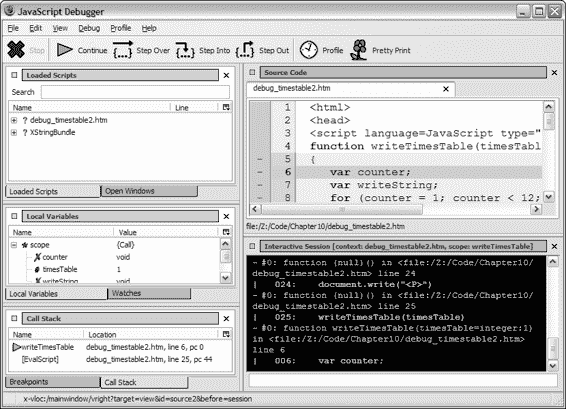 JavaScript Debugger
File Edit View Debug Profile Help
Stop Continue Step Over Step Into Step Out Profile Pretty Print
Loaded Scripts
Search
Name Line
? debug_timestable2.htm
? XStringBundle
Loaded Scripts Open Windows
Local Variables
Name Value
scope {Call}
counter void
timesTable 1
writeString void
Local Variables Watches
Call Stack
Name Location
writeTimesTable debug_timestable2.htm, line 6, pc 0
[EvalScript] debug_timestable2.htm, line 25, pc 44
Breakpoints Call Stack
Source Code
debug_timestable2.htm
1 <html>
2 <head>
3 <script language=JavaScript type="
4 function writeTimesTable(timesTabl
- 5 {
- 6 var counter;
- 7 var writeString;
- 8 for (counter = 1; counter < 12;
file:/Z:/Code/Chapter10/debug_timestable2.htm
Interactive Session [context: debug_timestable2.htm, scope: writeTimesTable]
~#0: function {null}() in <file:/Z:/Code/Chapter10/
debug_timestable2.htm> line 24
| 024: document.write("<P>")
~#0: function {null}() in <file:/Z:/Code/Chapter10/
debug_timestable2.htm> line 25
| 025: writeTimesTable(timesTable)
~#0: function writeTimesTable(timesTable=integer:1)
in <file:/Z:/Code/Chapter10/debug_timestable2.htm>
line 6
| 006: var counter;
x-vloc:/mainwindow/vright?target=view&id=source2&before=session